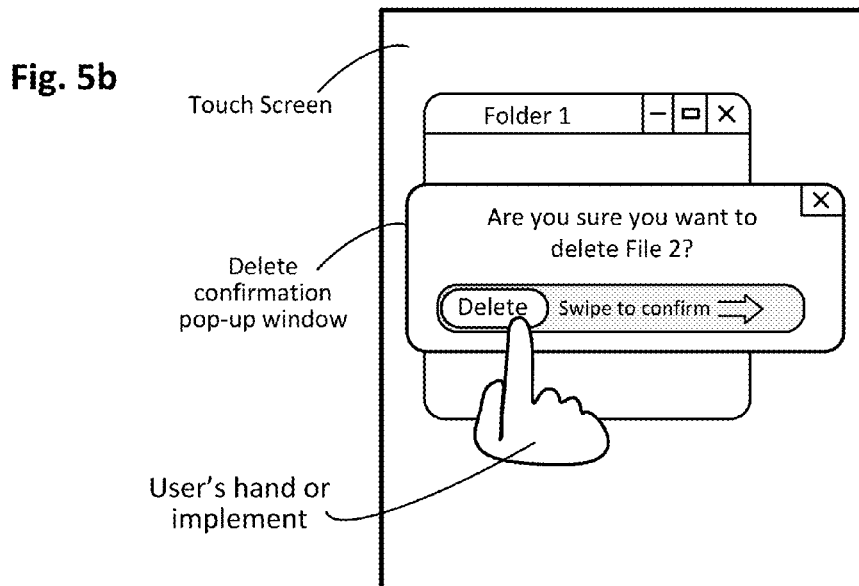 Fig. 5b
Touch Screen
Folder 1
Are you sure you want to
delete File 2?
Delete
confirmation
pop-up window
Delete Swipe to confirm
User's hand or
implement